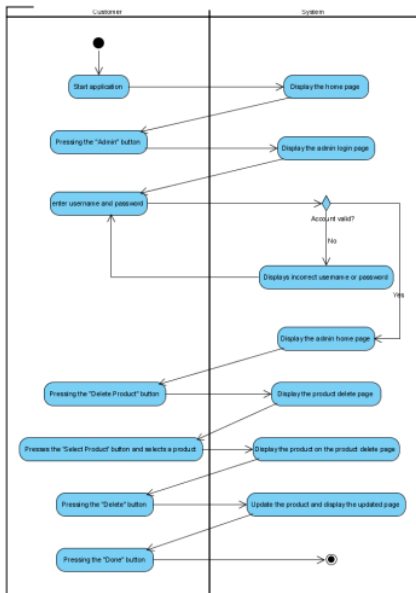 Customer
System
Start application
Display the home page
Pressing the "Admin" button
Display the admin login page
enter username and password
Account valid?
No
Displays incorrect username or password
Yes
Display the admin home page
Pressing the "Delete Product" button
Display the product delete page
Presses the "Select Product" button and selects a product
Display the product on the product delete page
Pressing the "Delete" button
Update the product and display the updated page
Pressing the "Done" button